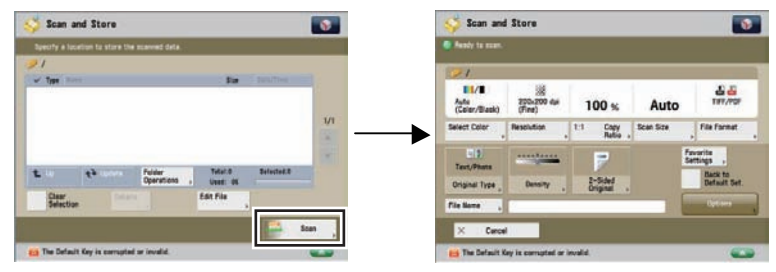 Scan and Store
Specify a location to store the scanned data.
/
Type Name Size Date/Time
1/1
Up Update Folder Operations Total:0 Used: 0% Selected:0
Clear Selection Details Edit File
Scan
The Default Key is corrupted or invalid.
Scan and Store
Ready to scan.
/
Auto (Color/Black) 200x200 dpi (Fine) 100 % Auto TIFF/PDF
Select Color Resolution 1:1 Copy Ratio Scan Size File Format
Text/Photo
Original Type Density 2-Sided Original
Favorite Settings
Back to Default Set.
File Name Options
Cancel
The Default Key is corrupted or invalid.